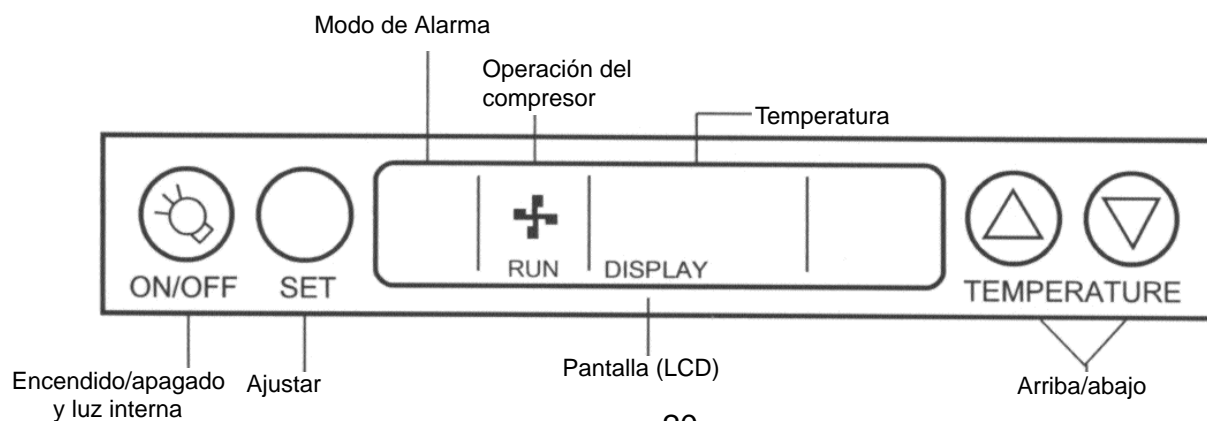 Modo de Alarma
Operación del
compresor
Temperatura
RUN
DISPLAY
ON/OFF
SET
TEMPERATURE
Encendido/apagado
y luz interna
Ajustar
Pantalla (LCD)
Arriba/abajo